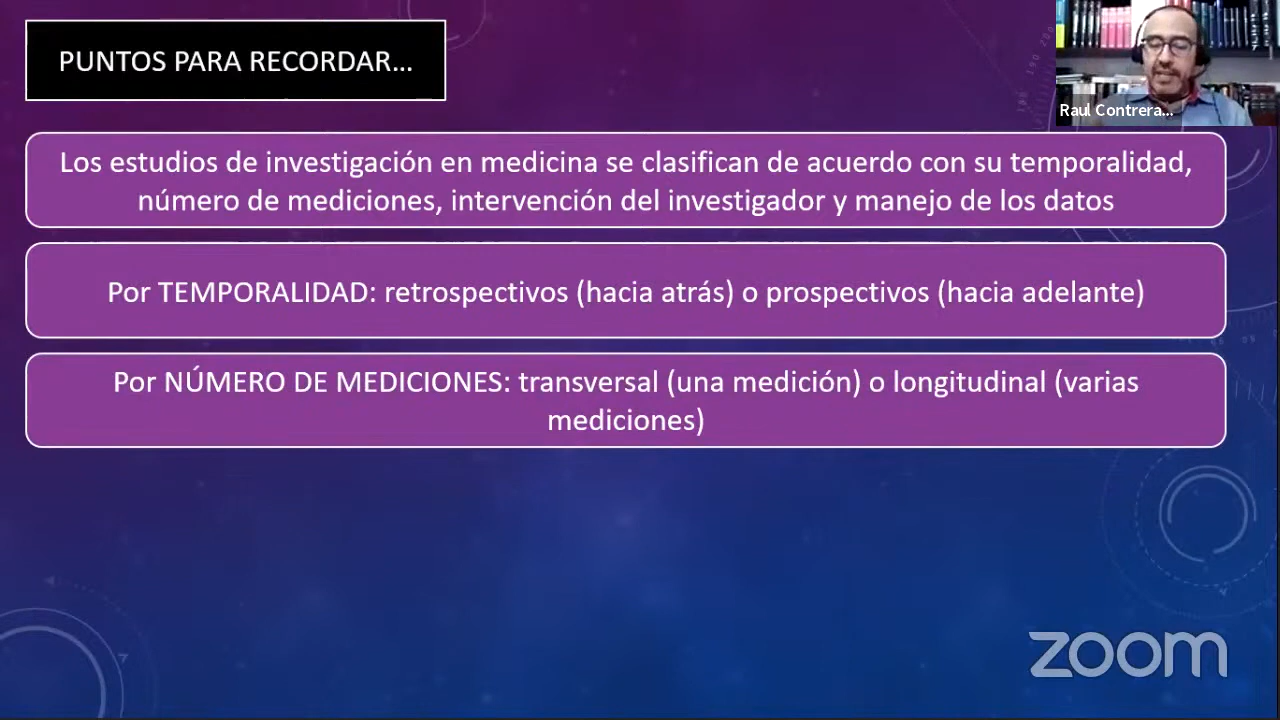 PUNTOS PARA RECORDAR...
Raul Contrera...
Los estudios de investigación en medicina se clasifican de acuerdo con su temporalidad,
número de mediciones, intervención del investigador y manejo de los datos
Por TEMPORALIDAD: retrospectivos (hacia atrás) o prospectivos (hacia adelante)
Por NÚMERO DE MEDICIONES: transversal (una medición) o longitudinal (varias
mediciones)
zoom